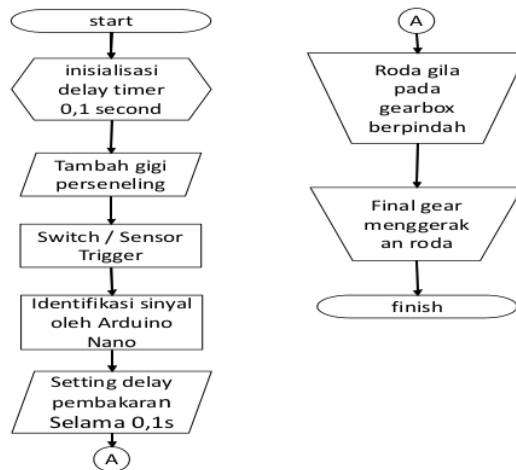 start
inisialisasi
delay timer
0,1 second
Tambah gigi
perseneling
Switch / Sensor
Trigger
Identifikasi sinyal
oleh Arduino
Nano
Setting delay
pembakaran
Selama 0,1s
A
A
Roda gila
pada
gearbox
berpindah
Final gear
menggerak
an roda
finish